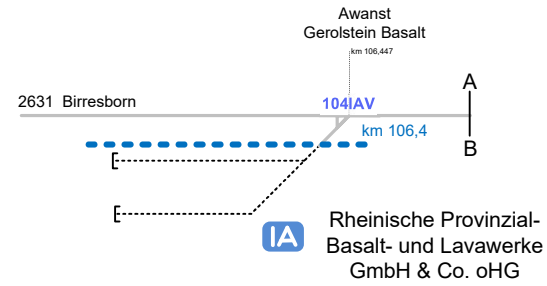 Awanst
Gerolstein Basalt
km 106,447
A
2631 Birresborn
104IAV
km 106,4
B
IA
Rheinische Provinzial-
Basalt- und Lavawerke
GmbH & Co. oHG